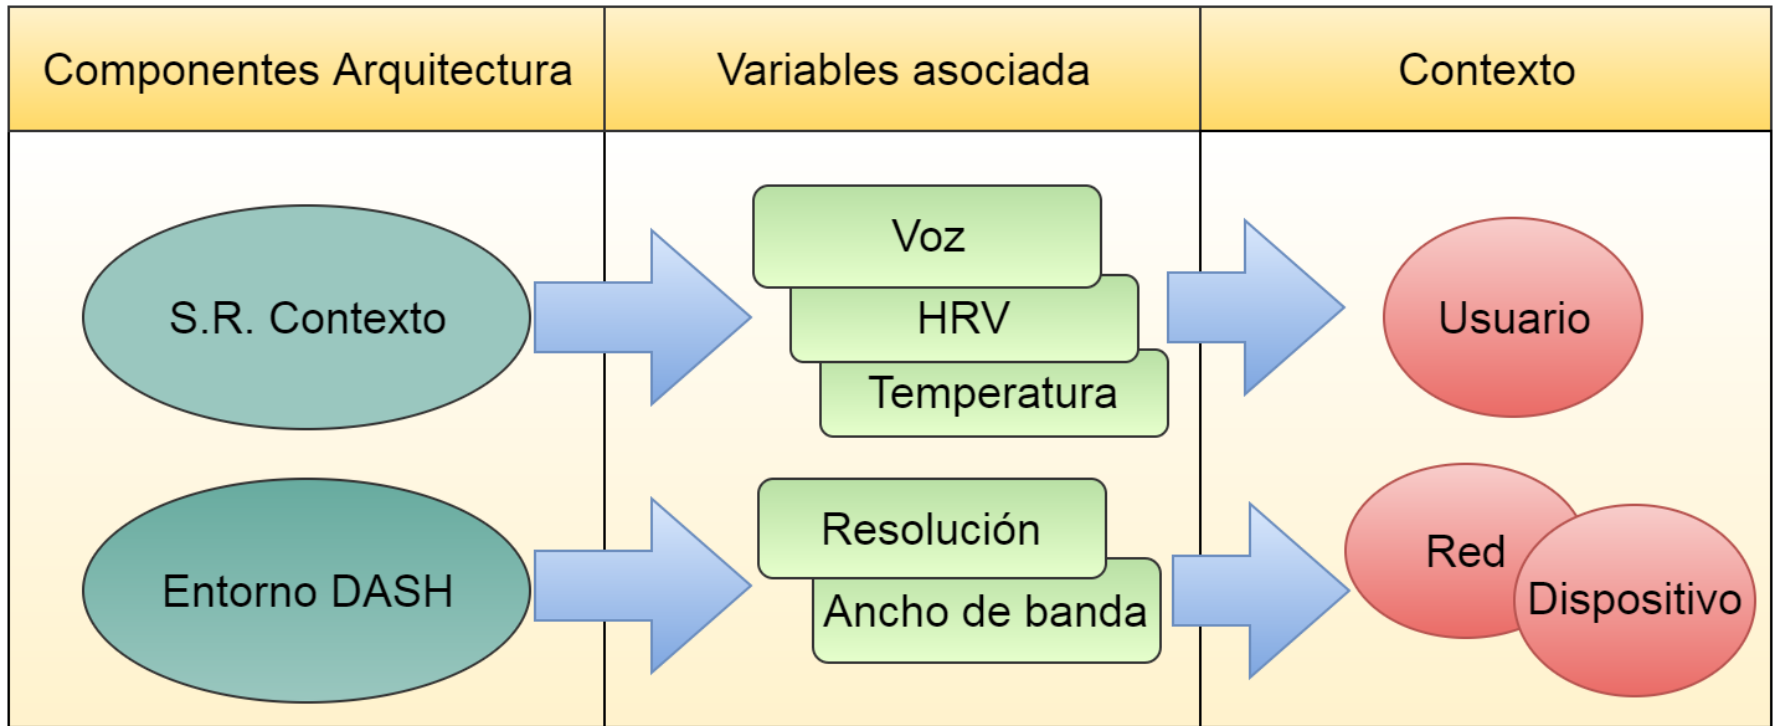 Componentes Arquitectura
Variables asociada
Contexto
S.R. Contexto
Voz
HRV
Temperatura
Usuario
Entorno DASH
Resolución
Ancho de banda
Red
Dispositivo